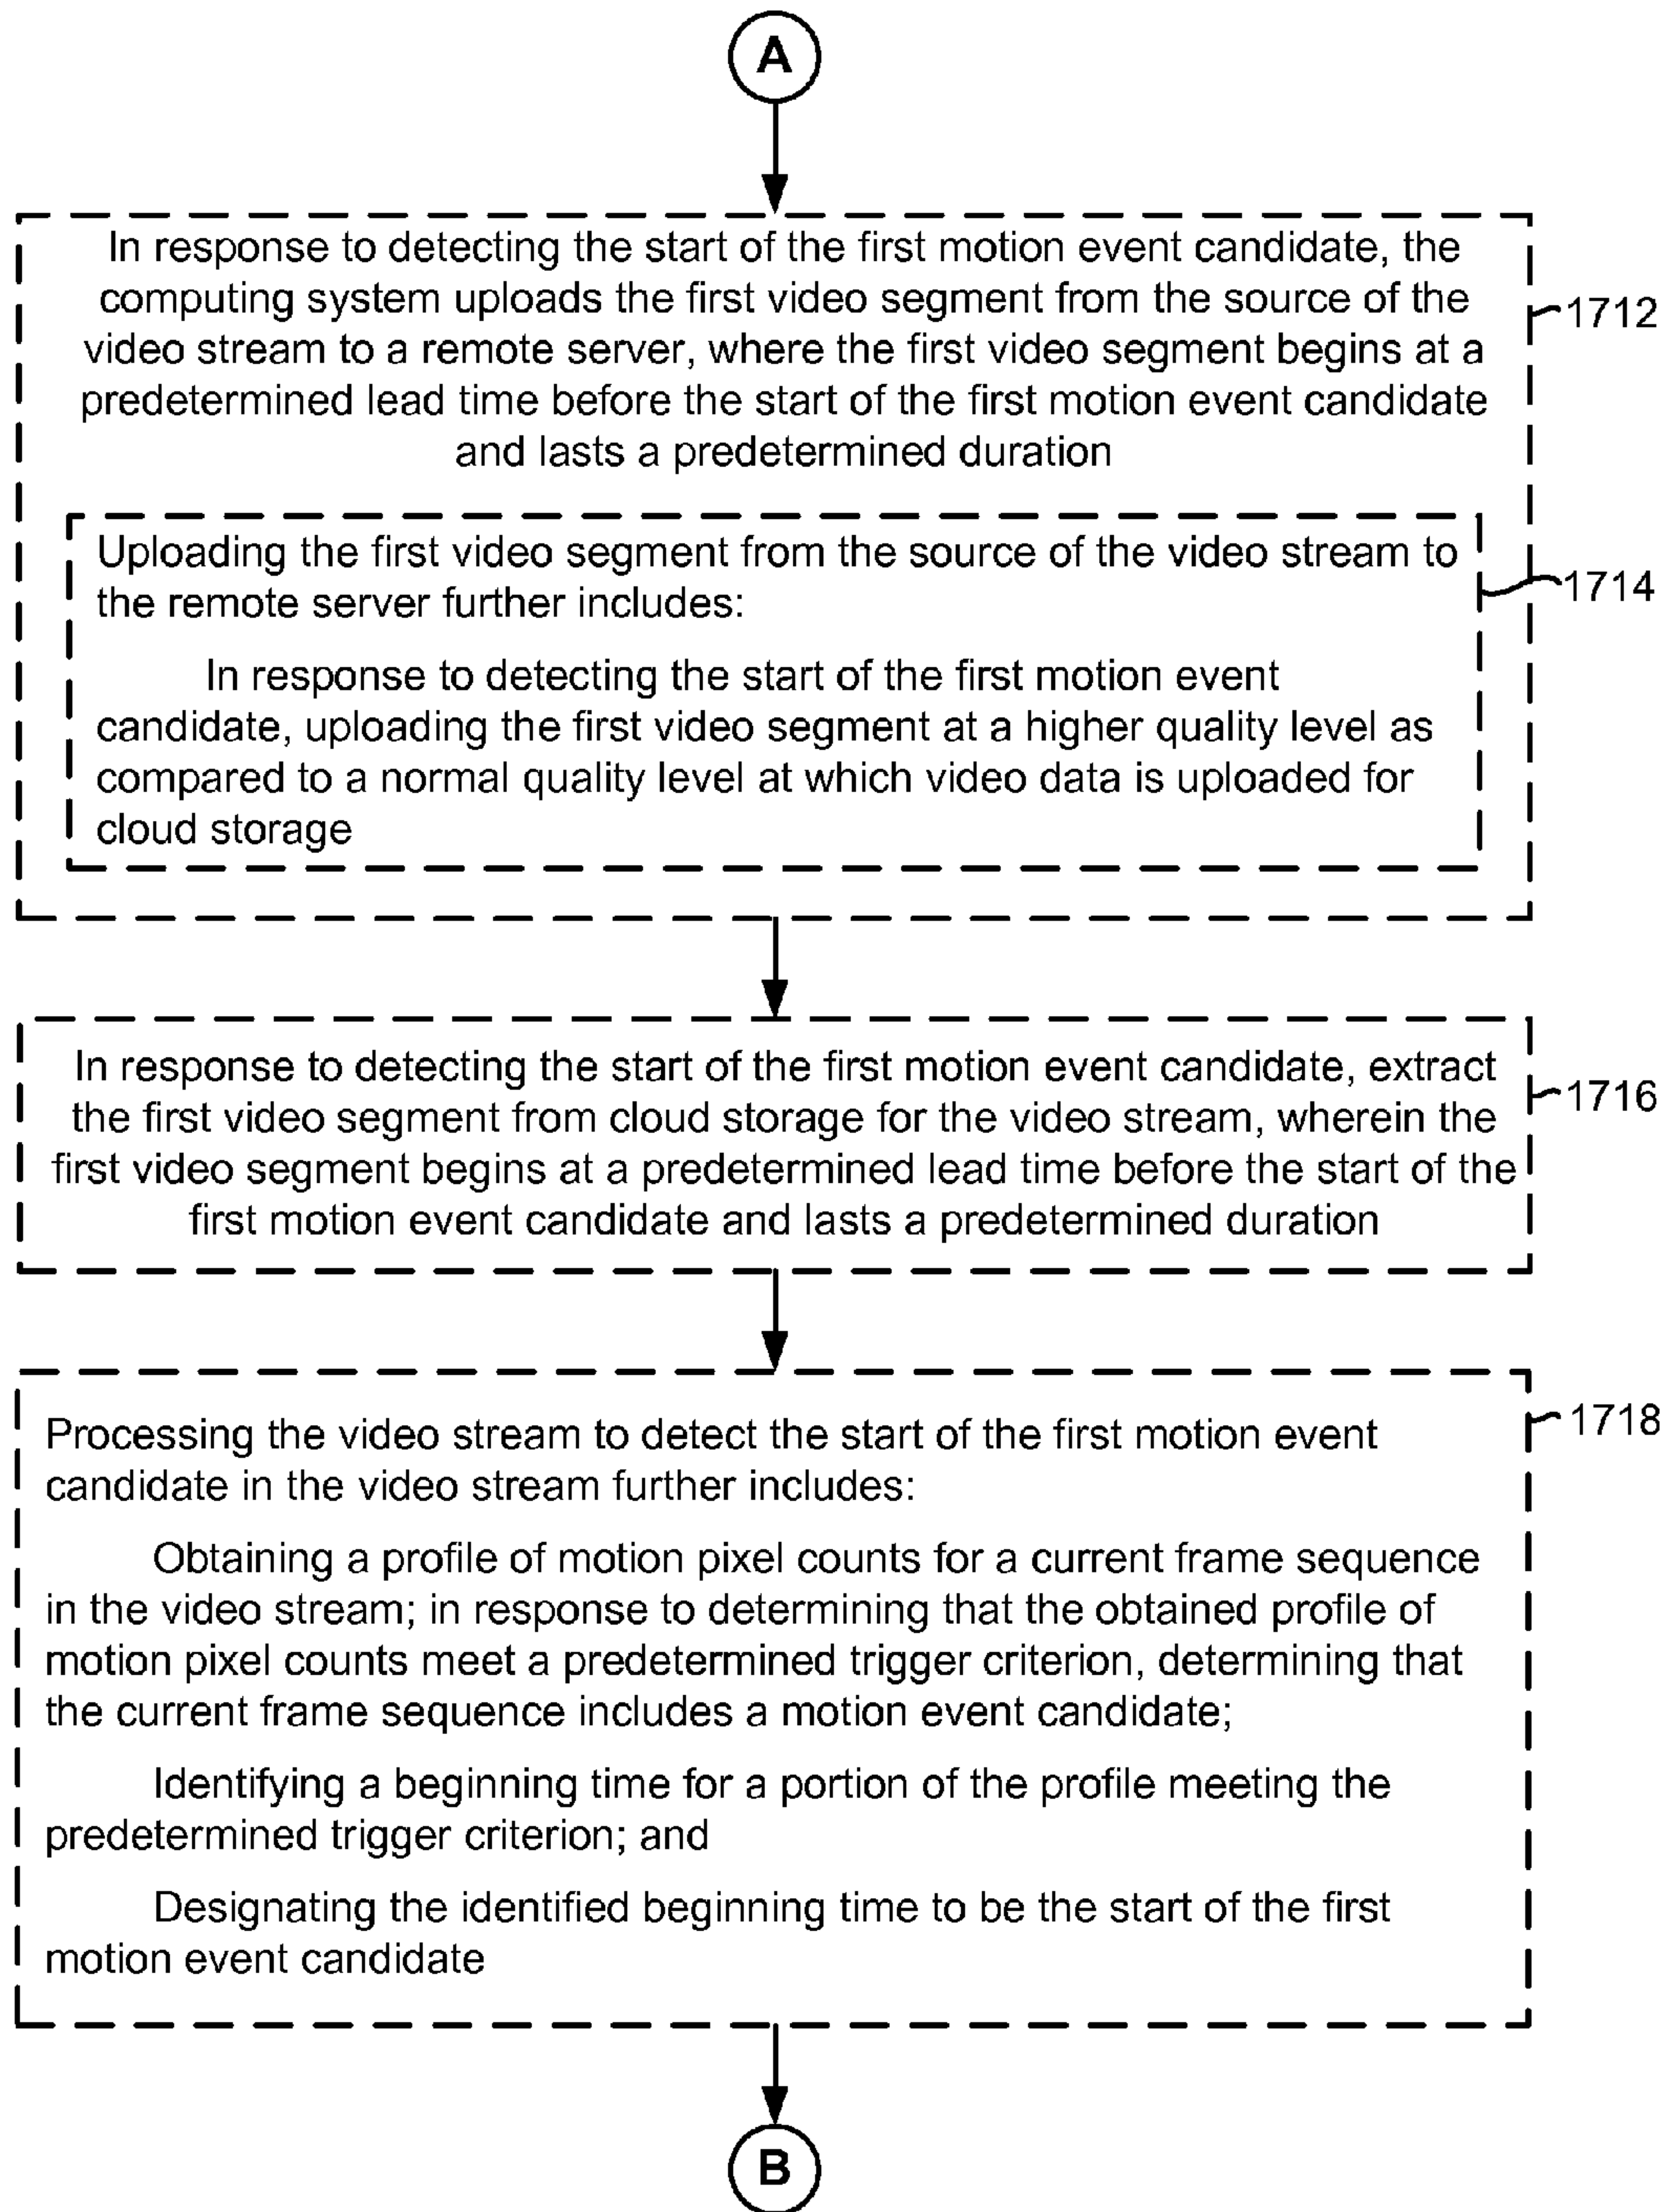 A
In response to detecting the start of the first motion event candidate, the
computing system uploads the first video segment from the source of the
video stream to a remote server, where the first video segment begins at a
predetermined lead time before the start of the first motion event candidate
and lasts a predetermined duration
1712
Uploading the first video segment from the source of the video stream to
the remote server further includes:
In response to detecting the start of the first motion event
candidate, uploading the first video segment at a higher quality level as
compared to a normal quality level at which video data is uploaded for
cloud storage
1714
In response to detecting the start of the first motion event candidate, extract
the first video segment from cloud storage for the video stream, wherein the
first video segment begins at a predetermined lead time before the start of the
first motion event candidate and lasts a predetermined duration
1716
Processing the video stream to detect the start of the first motion event
candidate in the video stream further includes:
Obtaining a profile of motion pixel counts for a current frame sequence
in the video stream; in response to determining that the obtained profile of
motion pixel counts meet a predetermined trigger criterion, determining that
the current frame sequence includes a motion event candidate;
Identifying a beginning time for a portion of the profile meeting the
predetermined trigger criterion; and
Designating the identified beginning time to be the start of the first
motion event candidate
1718
B